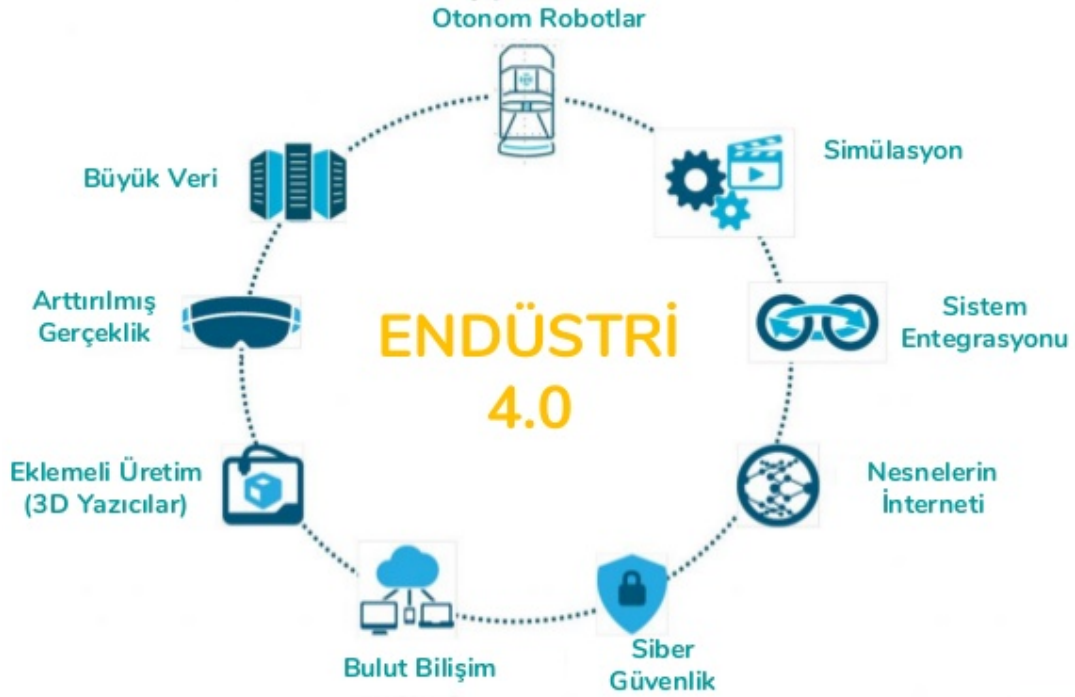 Otonom Robotlar
Simülasyon
Büyük Veri
Arttırılmış
Gerçeklik
Sistem
Entegrasyonu
ENDÜSTRİ
4.0
Eklemeli Üretim
(3D Yazıcılar)
Nesnelerin
İnterneti
Bulut Bilişim
Siber
Güvenlik